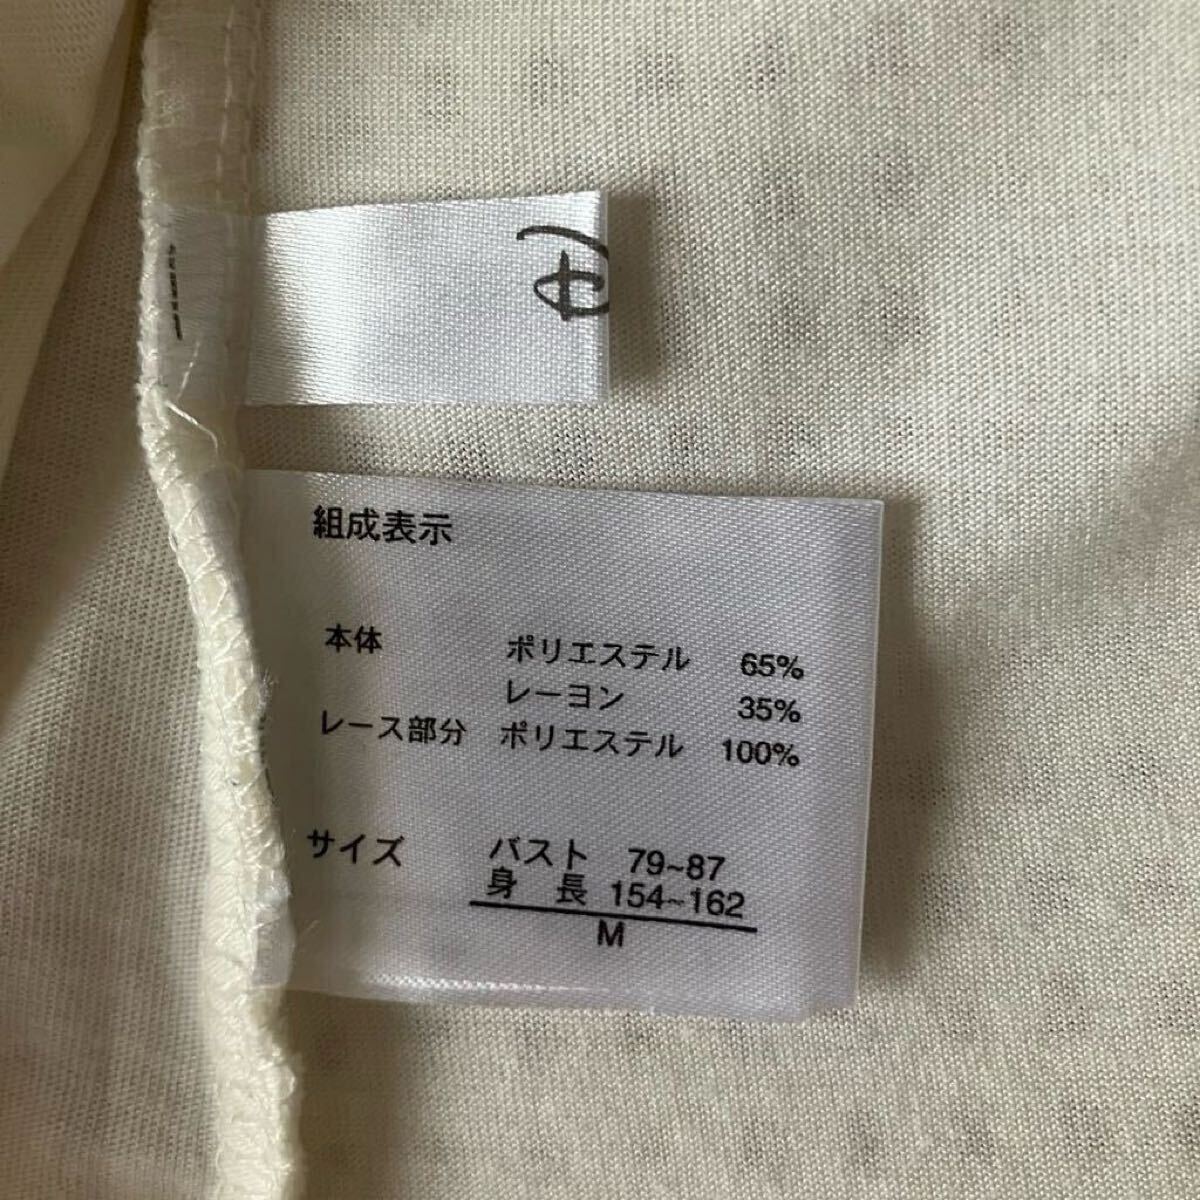 組成表示
本体 ポリエステル 65%
レーヨン 35%
レース部分 ポリエステル 100%
サイズ バスト 79~87
身 長 154~162
M